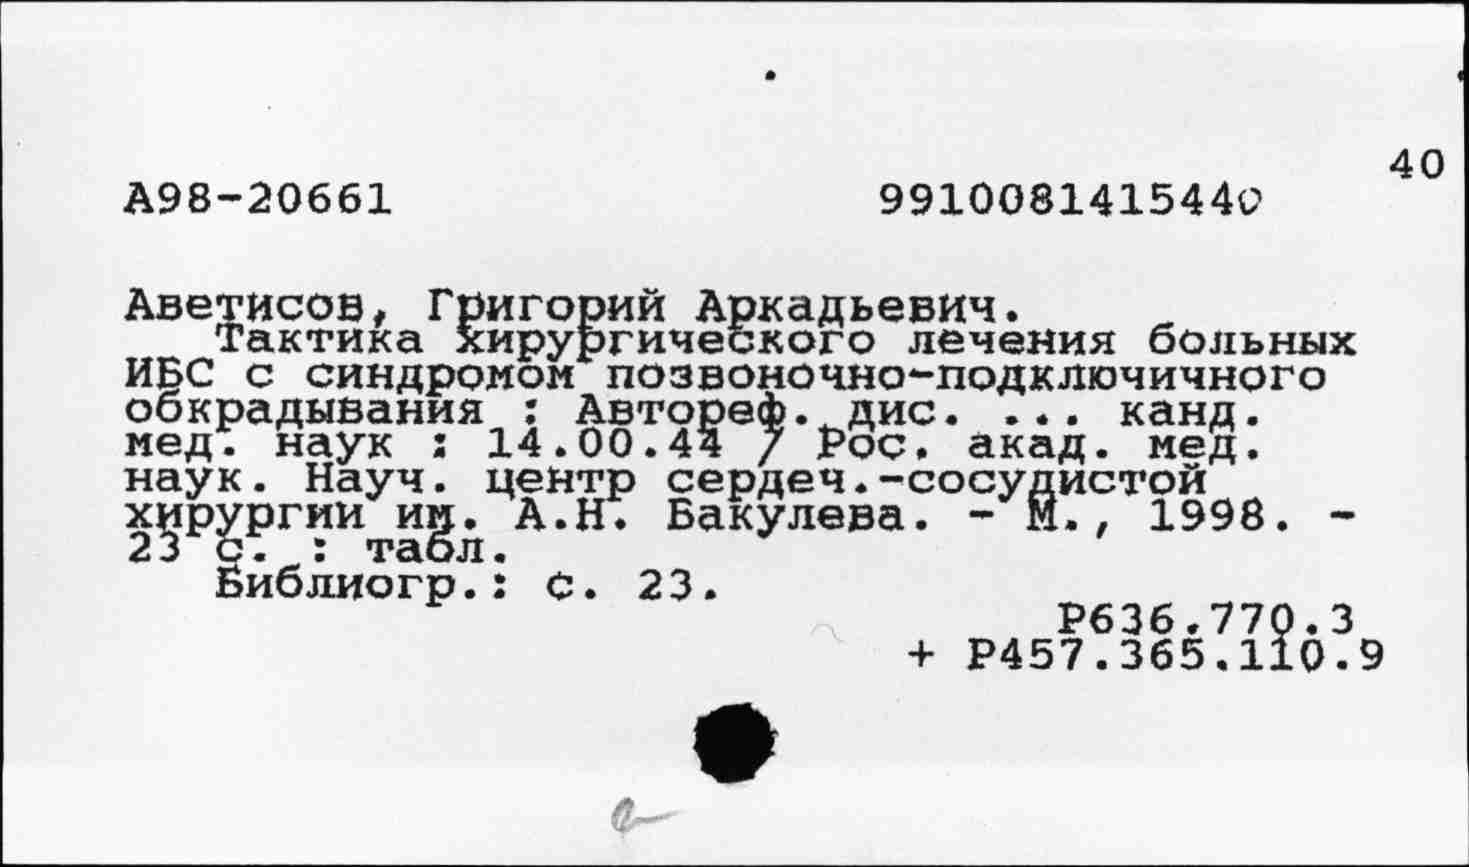 40
А98-20661 9910081415440
Аветисов, Григорий Аркадьевич.
Тактика хирургического лечения больных
ИБС с синдромом позвоночно-подключичного
обкрадывания : Автореф. дис. ... канд.
мед. наук : 14.00.44 / Рос. акад. мед.
наук. Науч. центр сердеч.-сосудистой
хирургии им. А.Н. Бакулева. - М., 1998. -
23 с. : табл.
Библиогр.: с. 23.
Р636.770.3
+ Р457.365.110.9